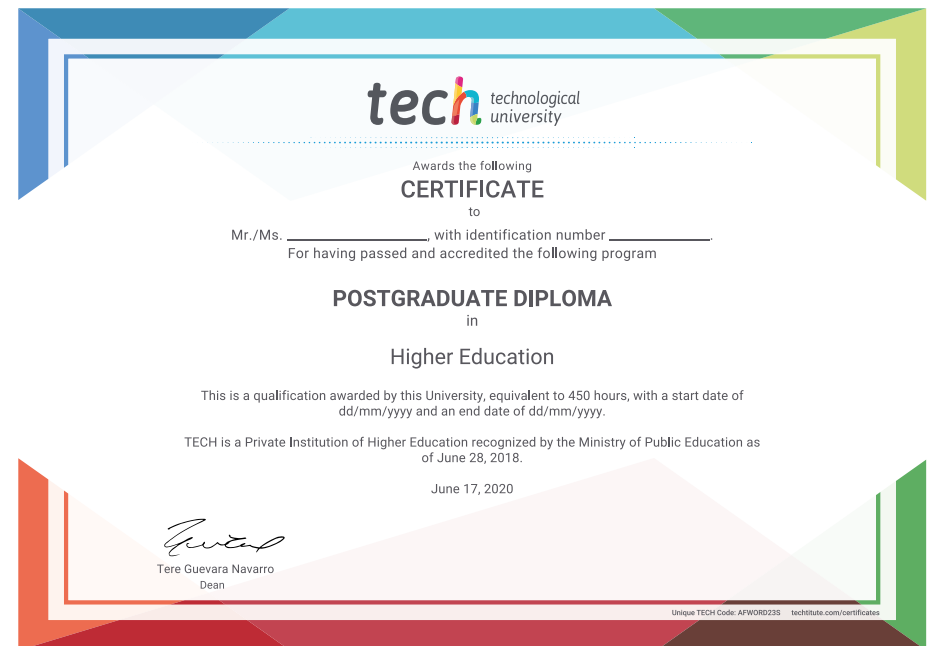 tech technological
university
Awards the following
CERTIFICATE
to
Mr./Ms. ____________, with identification number _________.
For having passed and accredited the following program
POSTGRADUATE DIPLOMA
in
Higher Education
This is a qualification awarded by this University, equivalent to 450 hours, with a start date of
dd/mm/yyyy and an end date of dd/mm/yyyy.
TECH is a Private Institution of Higher Education recognized by the Ministry of Public Education as
of June 28, 2018.
June 17, 2020
Tere Guevara Navarro
Dean
Unique TECH Code: AFWORD23S techtitute.com/certificates